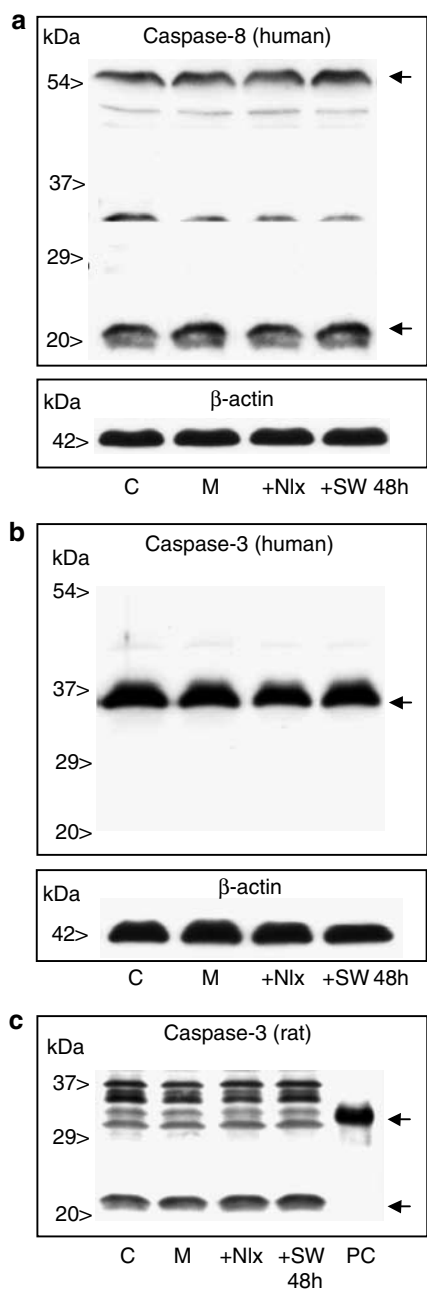 a
kDa
Caspase-8 (human)
54>
37>
29>
20>
kDa
β-actin
42>
C M +Nlx +SW 48h
b
Caspase-3 (human)
kDa
54>
37>
29>
20>
kDa
β-actin
42>
C M +Nlx +SW 48h
c
Caspase-3 (rat)
kDa
37>
29>
20>
C M +Nlx +SW PC
48h